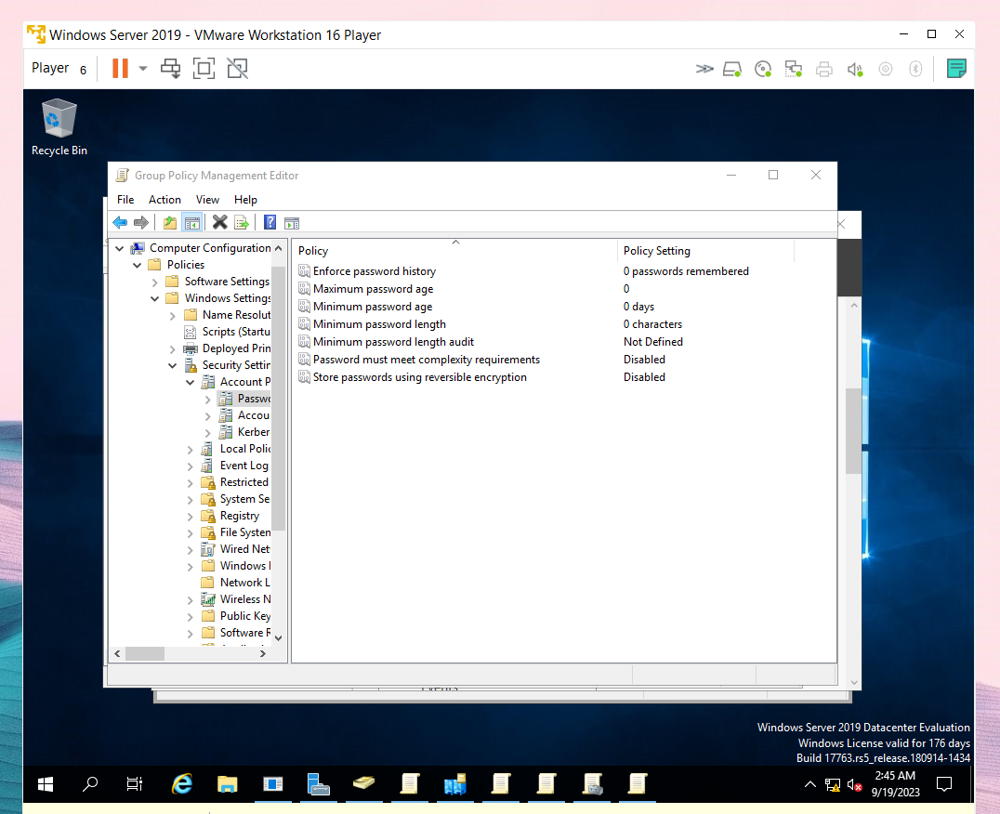 Windows Server 2019 - VMware Workstation 16 Player
Player 6
Recycle Bin
Group Policy Management Editor
File Action View Help
Computer Configuration
Policies
Software Settings
Windows Settings
Name Resolut
Scripts (Startu
Deployed Prin
Security Settin
Account P
Passwo
Accou
Kerber
Local Polic
Event Log
Restricted
System Se
Registry
File System
Wired Net
Windows
Network L
Wireless N
Public Key
Software R
Policy Policy Setting
Enforce password history 0 passwords remembered
Maximum password age 0
Minimum password age 0 days
Minimum password length 0 characters
Minimum password length audit Not Defined
Password must meet complexity requirements Disabled
Store passwords using reversible encryption Disabled
Windows Server 2019 Datacenter Evaluation
Windows License valid for 176 days
Build 17763.rs5_release.180914-1434
2:45 AM
9/19/2023